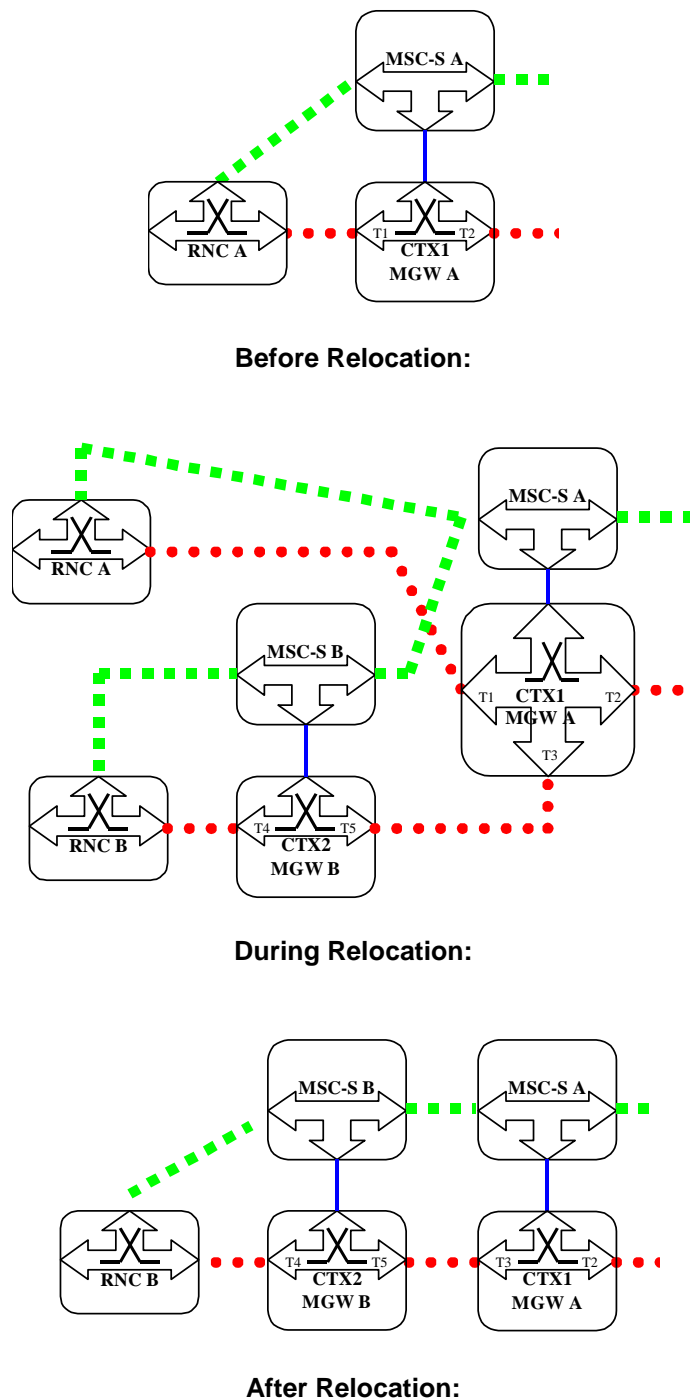 MSC-S A
T1
T2
CTX1
RNC A
MGW A
Before Relocation:
MSC-S A
RNC A
MSC-S B
T1
CTX1
T2
MGW A
T3
T4
T5
RNC B
CTX2
MGW B
During Relocation:
MSC-S B
MSC-S A
T4
T5
T3
T2
RNC B
CTX2
CTX1
MGW B
MGW A
After Relocation: